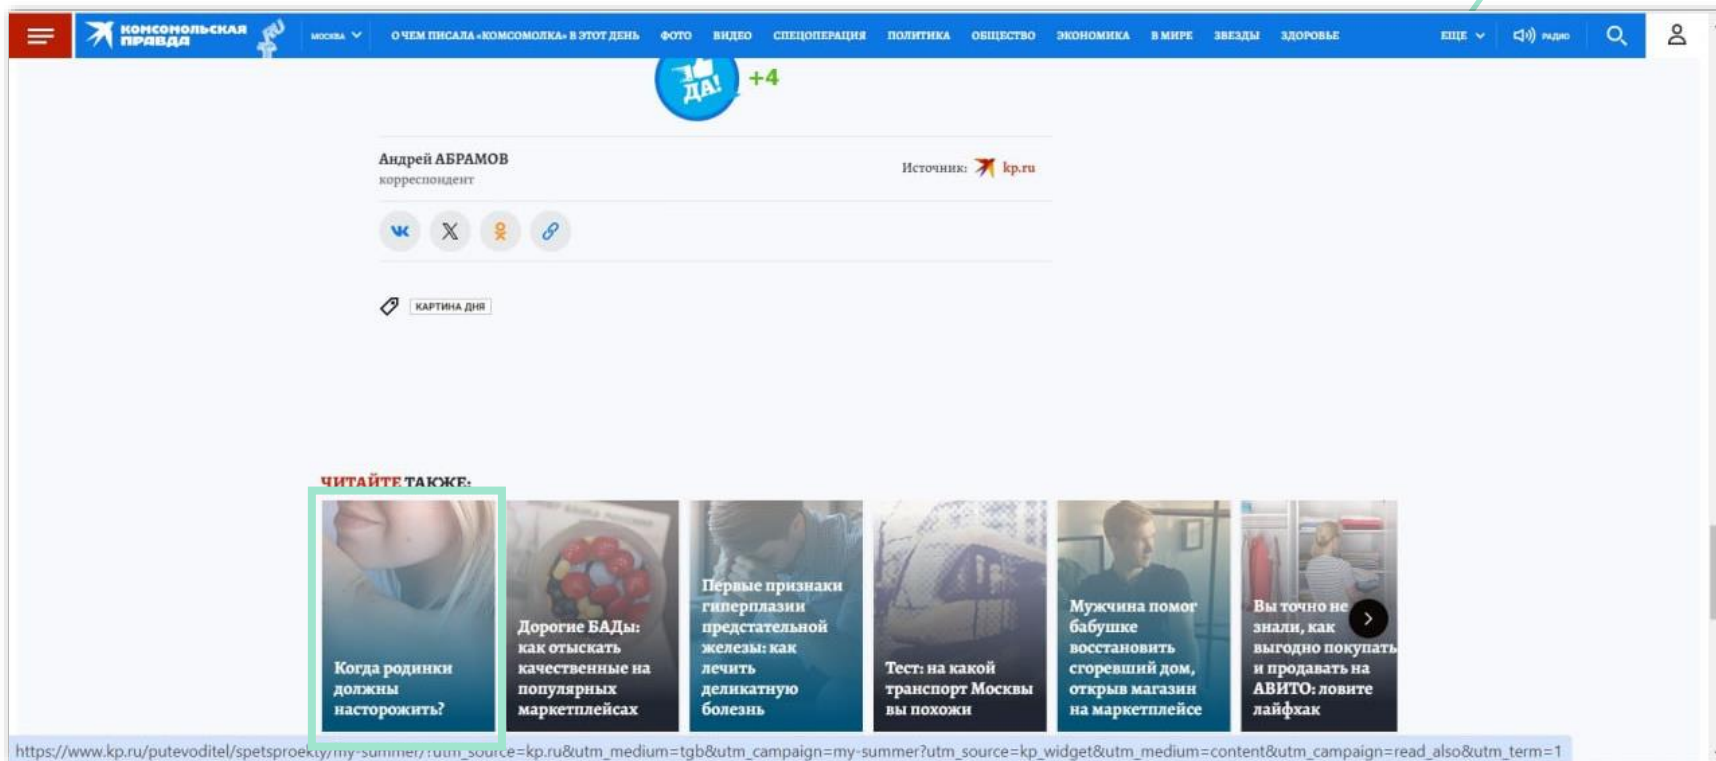 КОМСОМОЛЬСКАЯ
ПРАВДА
МОСКВА
О ЧЕМ ПИСАЛА «КОМСОМОЛКА» В ЭТОТ ДЕНЬ ФОТО ВИДЕО СПЕЦОПЕРАЦИЯ ПОЛИТИКА ОБЩЕСТВО ЭКОНОМИКА В МИРЕ ЗВЕЗДЫ ЗДОРОВЬЕ
ЕЩЕ
РАДИО
ДА!
+4
Андрей АБРАМОВ
корреспондент
Источник: kp.ru
КАРТИНА ДНЯ
ЧИТАЙТЕ ТАКЖЕ:
Когда родинки
должны
насторожить?
Дорогие БАДы:
как отыскать
качественные на
популярных
маркетплейсах
Первые признаки
гиперплазии
предстательной
железы: как
лечить
деликатную
болезнь
Тест: на какой
транспорт Москвы
вы похожи
Мужчина помог
бабушке
восстановить
сгоревший дом,
открыв магазин
на маркетплейсе
Вы точно не
знали, как
выгодно покупать
и продавать на
АВИТО: ловите
лайфхак
https://www.kp.ru/putevoditel/spetsproekty/my-summer/?utm_source=kp.ru&utm_medium=tgb&utm_campaign=my-summer?utm_source=kp_widget&utm_medium=content&utm_campaign=read_also&utm_term=1